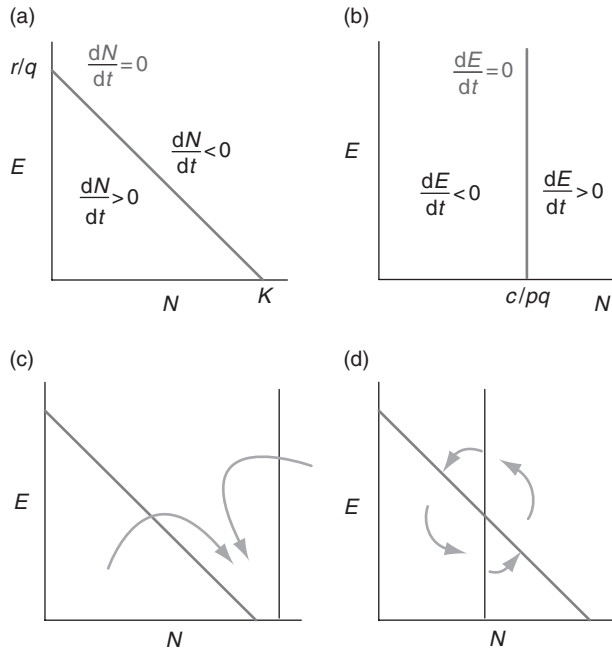 (a)
r/q
dN/dt = 0
dN/dt < 0
E
dN/dt > 0
N
K
(b)
dE/dt = 0
E
dE/dt < 0
dE/dt > 0
c/pq
N
(c)
E
N
(d)
E
N